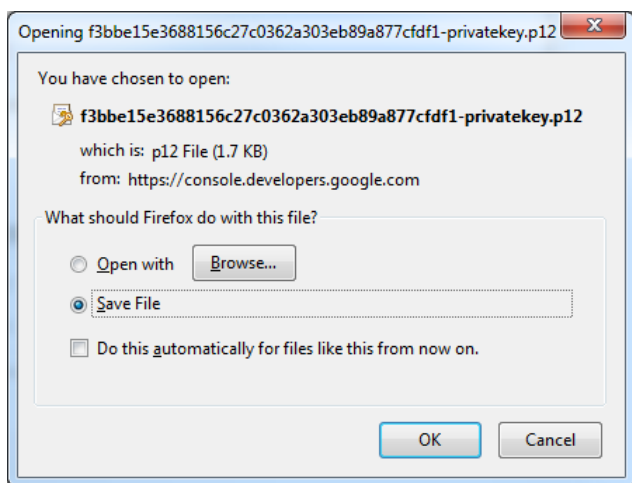 Opening f3bbe15e3688156c27c0362a303eb89a877cfdf1-privatekey.p12
You have chosen to open:
f3bbe15e3688156c27c0362a303eb89a877cfdf1-privatekey.p12
which is: p12 File (1.7 KB)
from: https://console.developers.google.com
What should Firefox do with this file?
Open with Browse...
Save File
Do this automatically for files like this from now on.
OK Cancel